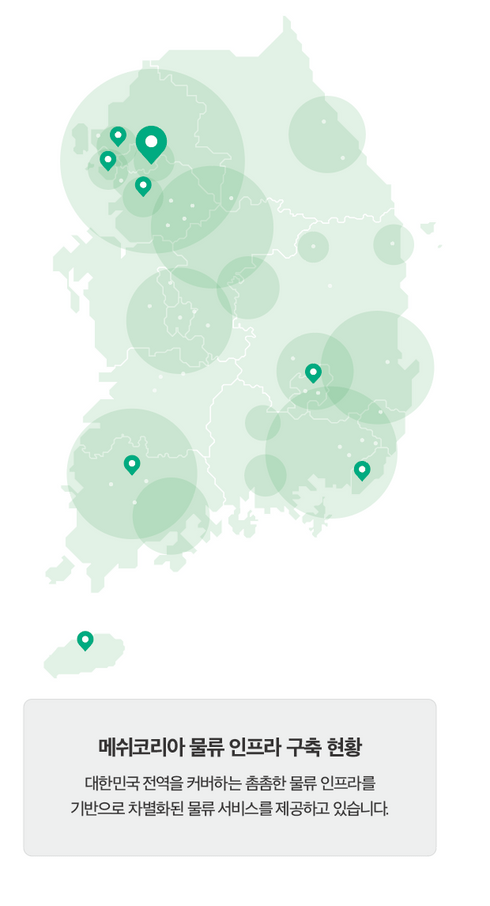 메쉬코리아 물류 인프라 구축 현황
대한민국 전역을 커버하는 촘촘한 물류 인프라를
기반으로 차별화된 물류 서비스를 제공하고 있습니다.